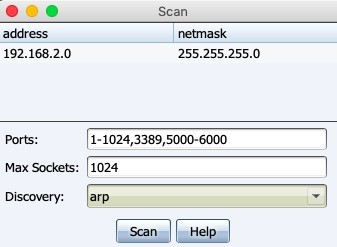 Scan
address netmask
192.168.2.0 255.255.255.0
Ports: 1-1024,3389,5000-6000
Max Sockets: 1024
Discovery: arp
Scan Help